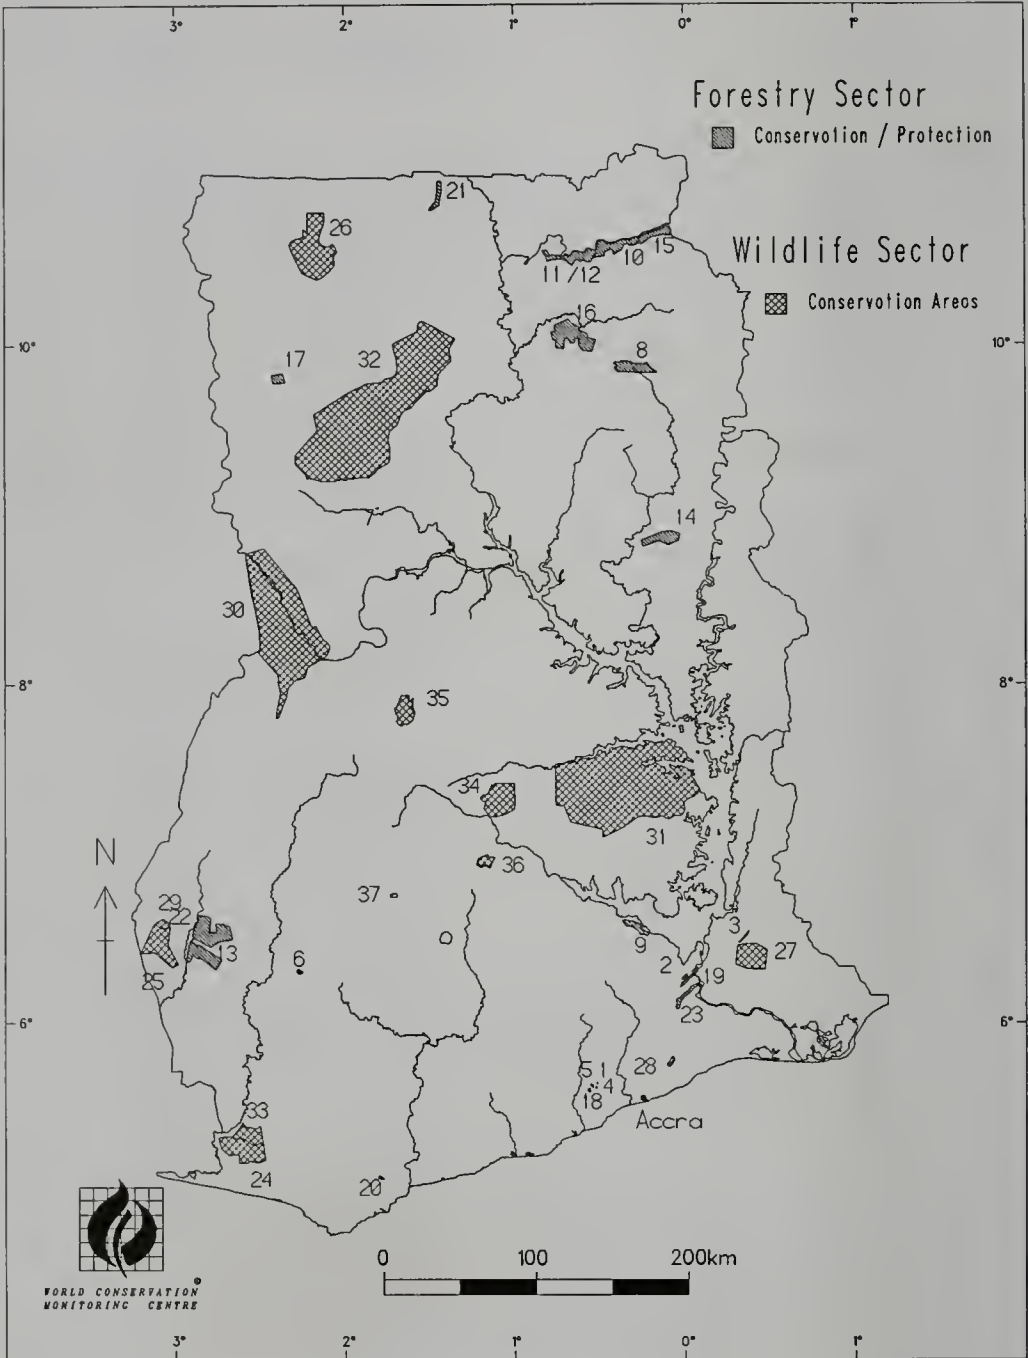 3° 2° 1° 0° 1°
Forestry Sector
Conservation / Protection
21
26
15
10
11/12
Wildlife Sector
Conservation Areas
16
10° 17 32 8 10°
14
30
8° 35 8°
34
31
N
36
37
29
22
3
13 9 27
25 6 2 19
6° 23 6°
28
5 1
4
18
Accra
33
24 20
0 100 200km
WORLD CONSERVATION
MONITORING CENTRE ©
3° 2° 1° 0° 1°